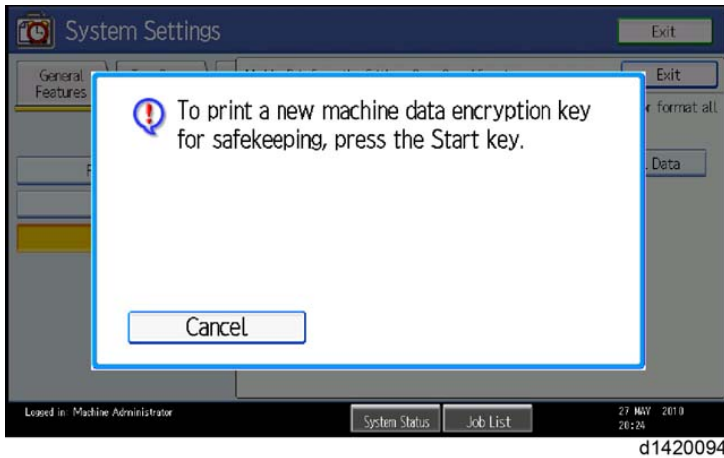 System Settings
Exit
General
Features
Exit
format all
To print a new machine data encryption key
for safekeeping, press the Start key.
Data
Cancel
Logged in: Machine Administrator
System Status
Job List
27 MAY 2010
20:24
d1420094